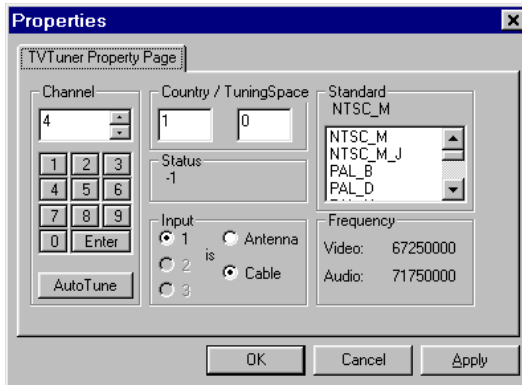 Properties
TVTuner Property Page
Channel
4
1 2 3
4 5 6
7 8 9
0 Enter
AutoTune
Country / TuningSpace
1 0
Status
-1
Input
1
2
3
is
Antenna
Cable
Standard
NTSC_M
NTSC_M
NTSC_M_J
PAL_B
PAL_D
Frequency
Video: 67250000
Audio: 71750000
OK Cancel Apply